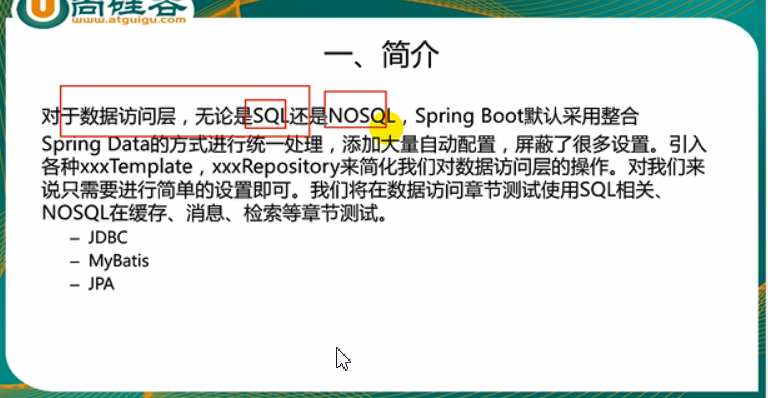 尚硅谷
www.atguigu.com
一、简介
对于数据访问层，无论是SQL还是NOSQL，Spring Boot默认采用整合
Spring Data的方式进行统一处理，添加大量自动配置，屏蔽了很多设置。引入
各种xxxTemplate，xxxRepository来简化我们对数据访问层的操作。对我们来
说只需要进行简单的设置即可。我们将在数据访问章节测试使用SQL相关、
NOSQL在缓存、消息、检索等章节测试。
– JDBC
– MyBatis
– JPA